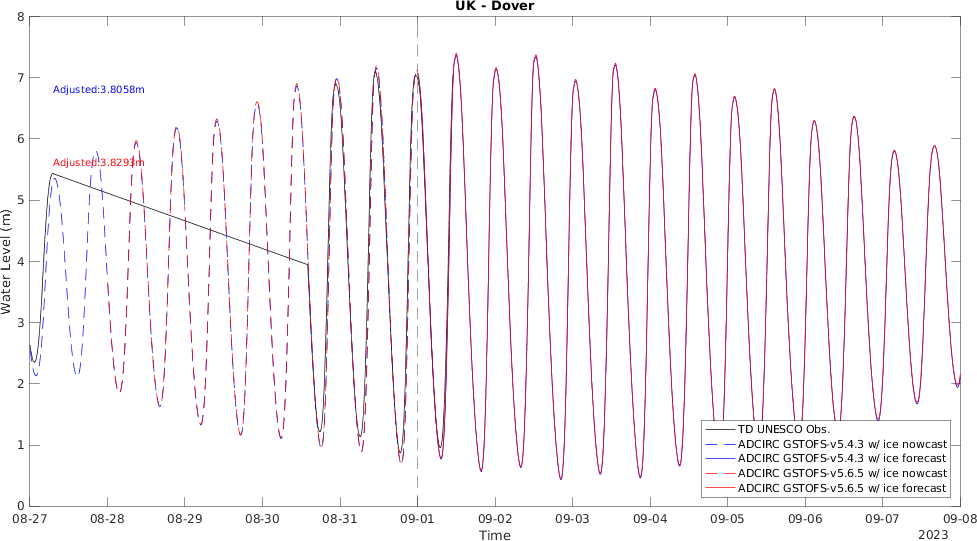 UK - Dover
8
7
6
5
4
3
2
1
0
Water Level (m)
Adjusted:3.8058m
Adjusted:3.8293m
TD UNESCO Obs.
ADCIRC GSTOFS-v5.4.3 w/ ice nowcast
ADCIRC GSTOFS-v5.4.3 w/ ice forecast
ADCIRC GSTOFS-v5.6.5 w/ ice nowcast
ADCIRC GSTOFS-v5.6.5 w/ ice forecast
08-27 08-28 08-29 08-30 08-31 09-01 09-02 09-03 09-04 09-05 09-06 09-07 09-08
Time
2023